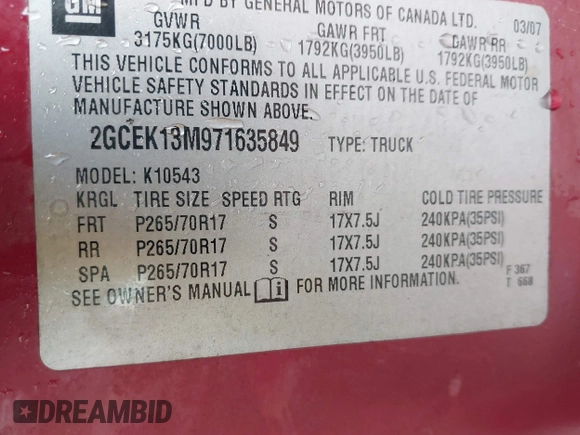 GM
MFD BY GENERAL MOTORS OF CANADA LTD.
03/07
GVWR GAWR FRT GAWR RR
3175KG(7000LB) 1792KG(3950LB) 1792KG(3950LB)
THIS VEHICLE CONFORMS TO ALL APPLICABLE U.S. FEDERAL MOTOR
VEHICLE SAFETY STANDARDS IN EFFECT ON THE DATE OF
MANUFACTURE SHOWN ABOVE.
2GCEK13M971635849 TYPE: TRUCK
MODEL: K10543
KRGL TIRE SIZE SPEED RTG RIM COLD TIRE PRESSURE
FRT P265/70R17 S 17X7.5J 240KPA(35PSI)
RR P265/70R17 S 17X7.5J 240KPA(35PSI)
SPA P265/70R17 S 17X7.5J 240KPA(35PSI)
SEE OWNER'S MANUAL i FOR MORE INFORMATION.
F 367
T 668
DREAMBID